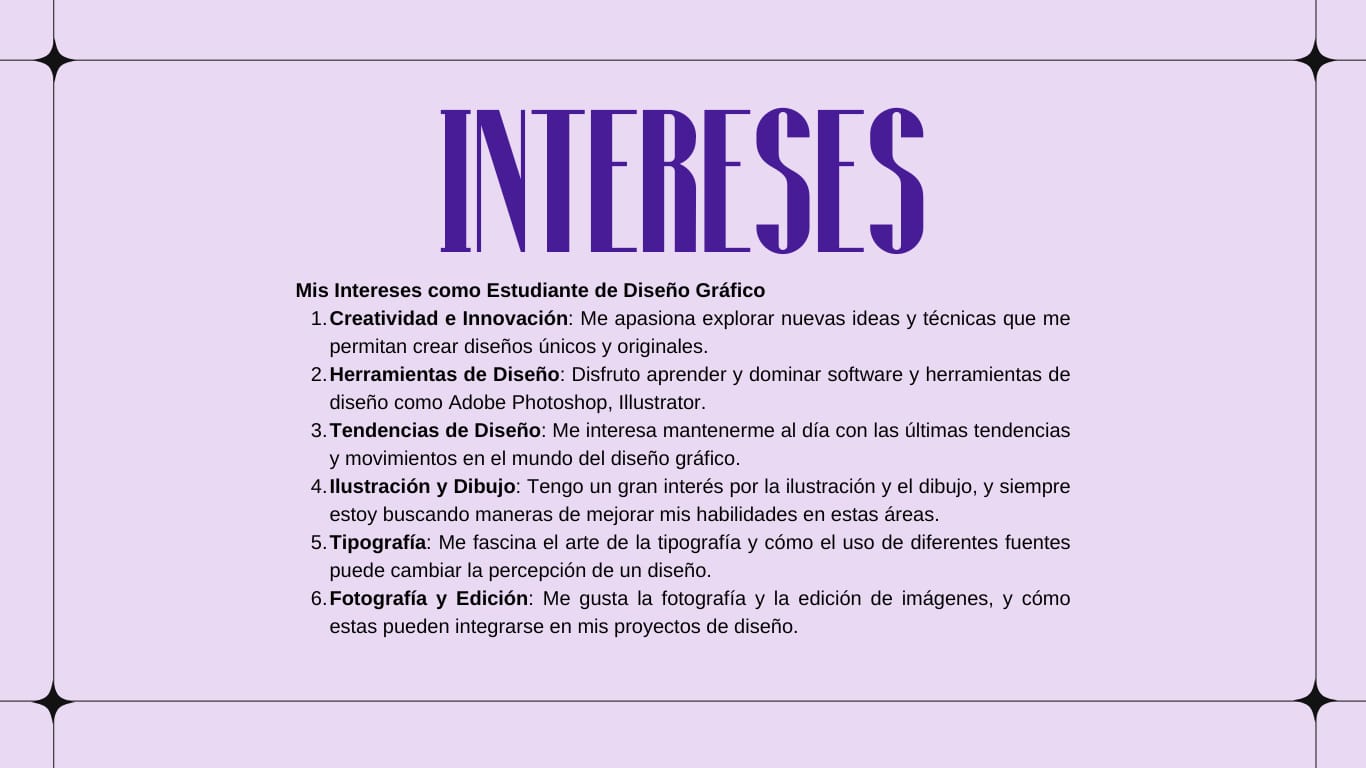 INTERESES
Mis Intereses como Estudiante de Diseño Gráfico
1. Creatividad e Innovación: Me apasiona explorar nuevas ideas y técnicas que me
permitan crear diseños únicos y originales.
2. Herramientas de Diseño: Disfruto aprender y dominar software y herramientas de
diseño como Adobe Photoshop, Illustrator.
3. Tendencias de Diseño: Me interesa mantenerme al día con las últimas tendencias
y movimientos en el mundo del diseño gráfico.
4. Ilustración y Dibujo: Tengo un gran interés por la ilustración y el dibujo, y siempre
estoy buscando maneras de mejorar mis habilidades en estas áreas.
5. Tipografía: Me fascina el arte de la tipografía y cómo el uso de diferentes fuentes
puede cambiar la percepción de un diseño.
6. Fotografía y Edición: Me gusta la fotografía y la edición de imágenes, y cómo
estas pueden integrarse en mis proyectos de diseño.